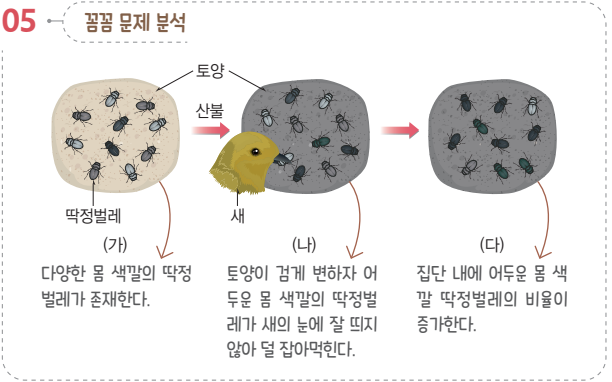 05 꼼꼼 문제 분석
토양
산불
딱정벌레
새
(가)
(나)
(다)
다양한 몸 색깔의 딱정
벌레가 존재한다.
토양이 검게 변하자 어
두운 몸 색깔의 딱정벌
레가 새의 눈에 잘 띄지
않아 덜 잡아먹힌다.
집단 내에 어두운 몸 색
깔 딱정벌레의 비율이
증가한다.